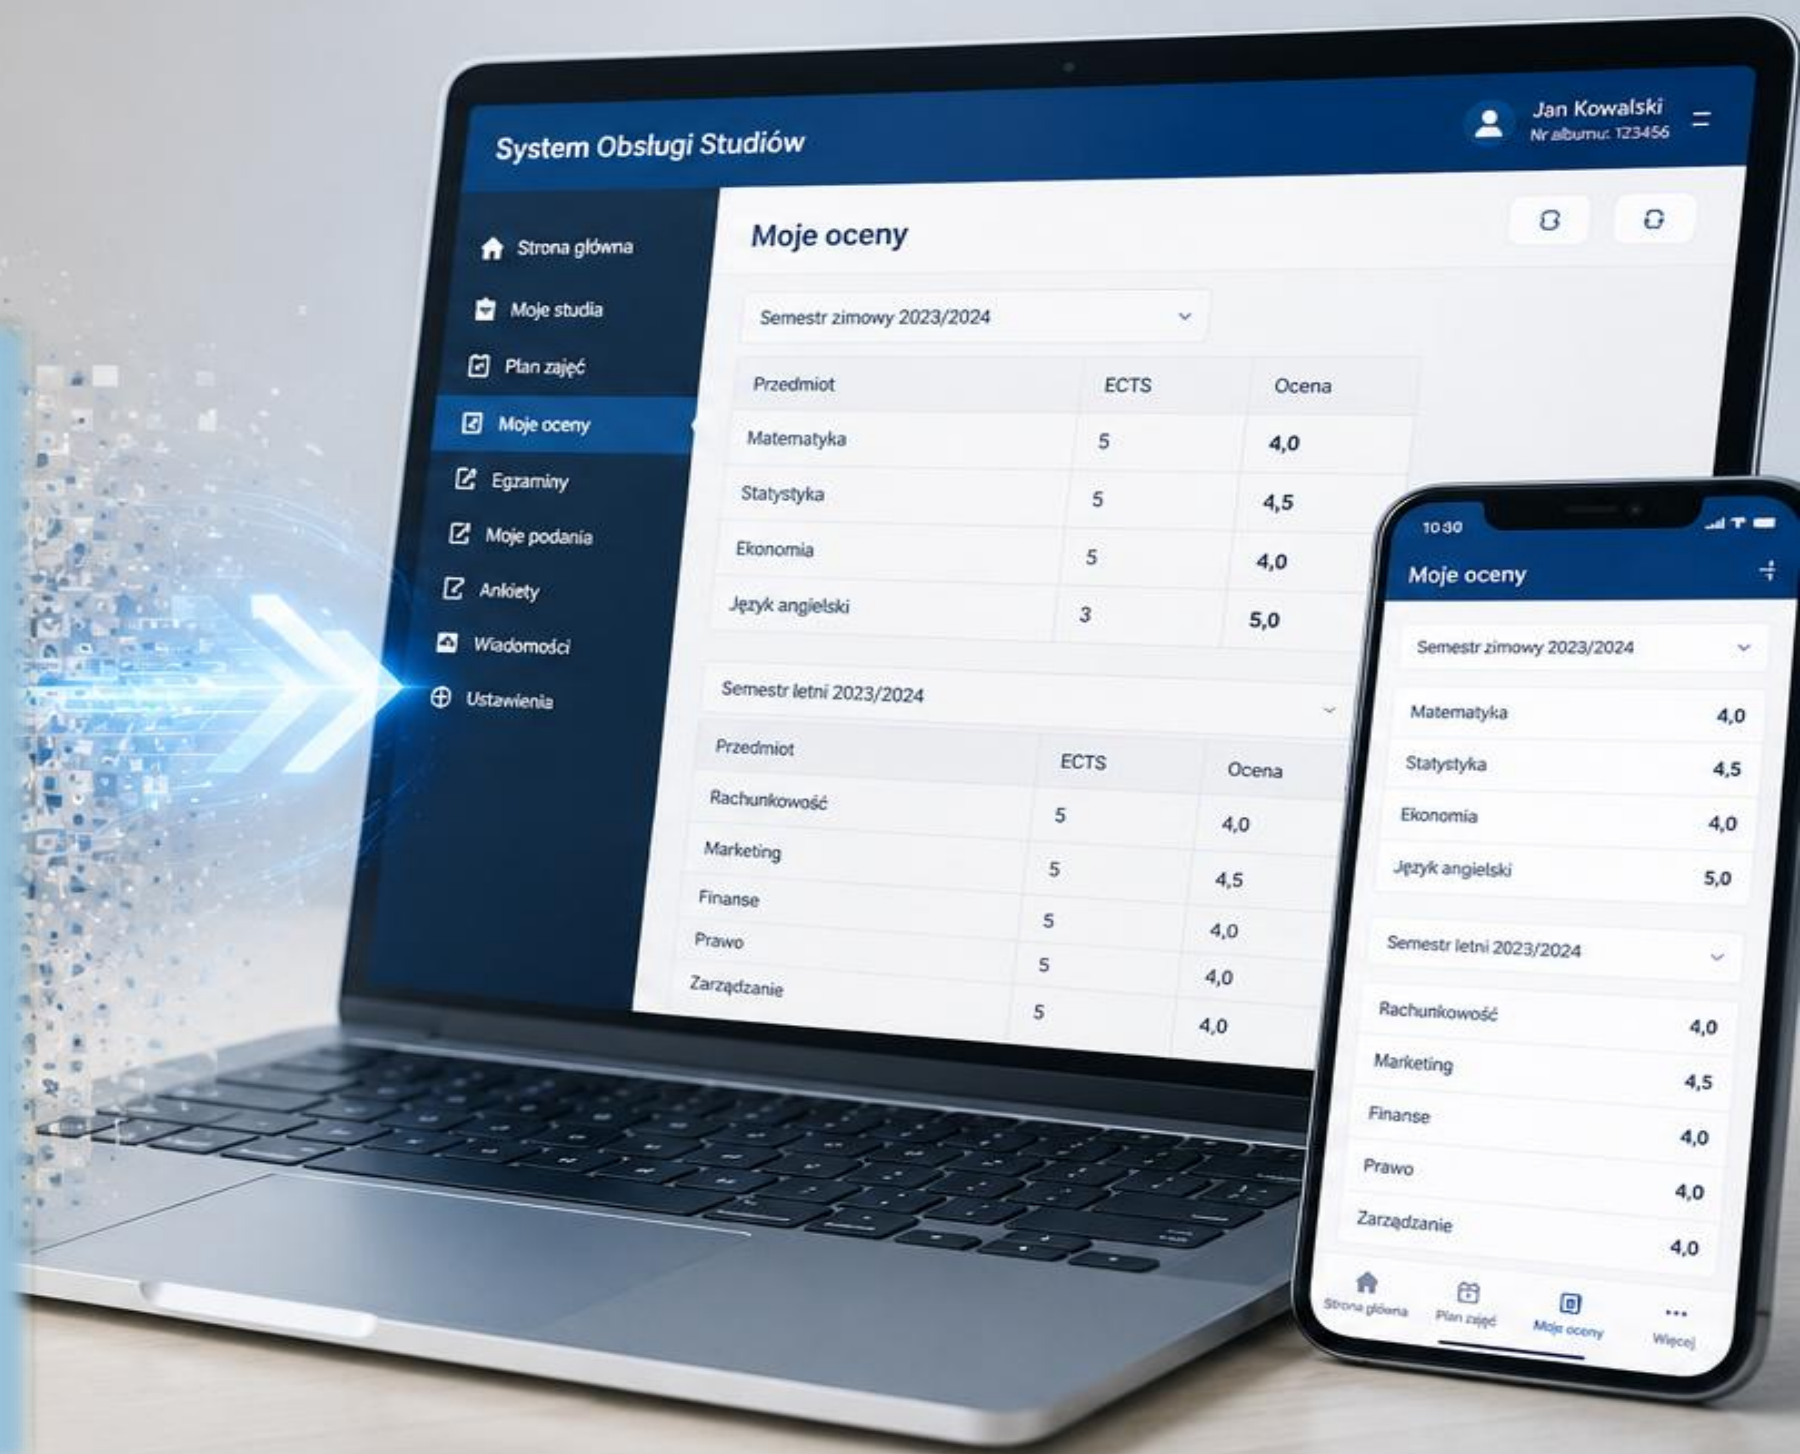 System Obsługi Studiów
Jan Kowalski
Nr albumu: 123456
Strona główna
Moje studia
Plan zajęć
Moje oceny
Egzaminy
Moje podania
Ankiety
Wiadomości
Ustawienia
Moje oceny
Semestr zimowy 2023/2024
Przedmiot ECTS Ocena
Matematyka 5 4,0
Statystyka 5 4,5
Ekonomia 5 4,0
Język angielski 3 5,0
Semestr letni 2023/2024
Przedmiot ECTS Ocena
Rachunkowość 5 4,0
Marketing 5 4,5
Finanse 5 4,0
Prawo 5 4,0
Zarządzanie 5 4,0
10:30
Moje oceny
Semestr zimowy 2023/2024
Matematyka 4,0
Statystyka 4,5
Ekonomia 4,0
Język angielski 5,0
Semestr letni 2023/2024
Rachunkowość 4,0
Marketing 4,5
Finanse 4,0
Prawo 4,0
Zarządzanie 4,0
Strona główna Plan zajęć Moje oceny Więcej